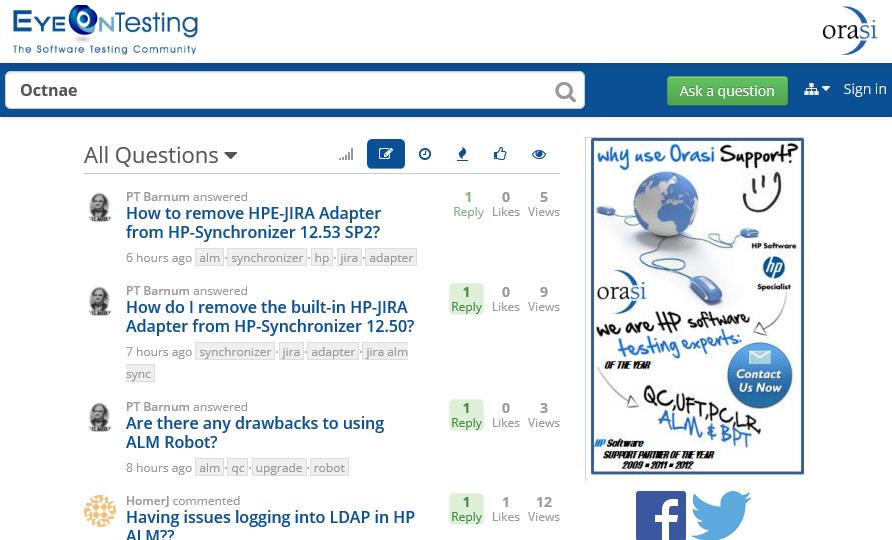 EyeOnTesting
The Software Testing Community
orasi
Octnae
Ask a question
Sign in
All Questions
PT Barnum answered
How to remove HPE-JIRA Adapter
from HP-Synchronizer 12.53 SP2?
6 hours ago alm · synchronizer · hp · jira · adapter
1 0 5
Reply Likes Views
PT Barnum answered
How do I remove the built-in HP-JIRA
Adapter from HP-Synchronizer 12.50?
7 hours ago synchronizer · jira · adapter · jira alm
sync
1 0 9
Reply Likes Views
PT Barnum answered
Are there any drawbacks to using
ALM Robot?
8 hours ago alm · qc · upgrade · robot
1 0 3
Reply Likes Views
HomerJ commented
Having issues logging into LDAP in HP
ALM??
1 1 12
Reply Likes Views
why use Orasi Support?
HP Software
hp
Specialist
orasi
we are HP software
testing experts:
OF THE YEAR
Contact
Us Now
QC, UFT, PC, LR,
ALM & BPT
HP Software
SUPPORT PARTNER OF THE YEAR
2009 • 2011 • 2012